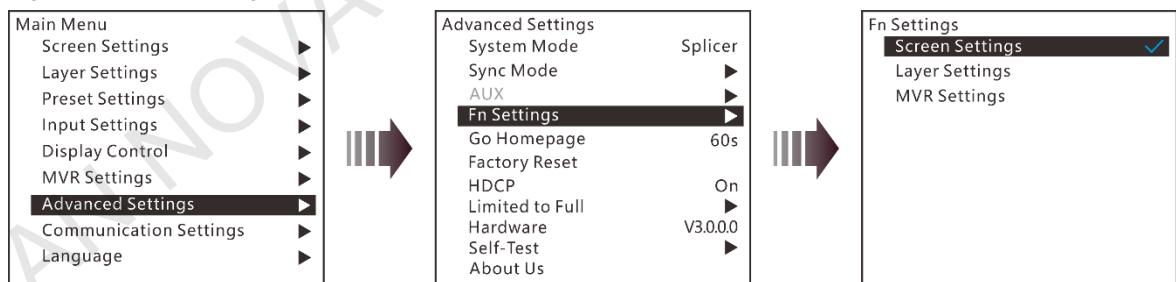 Main Menu
Screen Settings
Layer Settings
Preset Settings
Input Settings
Display Control
MVR Settings
Advanced Settings
Communication Settings
Language
Advanced Settings
System Mode Splicer
Sync Mode
AUX
Fn Settings
Go Homepage 60s
Factory Reset
HDCP On
Limited to Full
Hardware V3.0.0.0
Self-Test
About Us
Fn Settings
Screen Settings
Layer Settings
MVR Settings